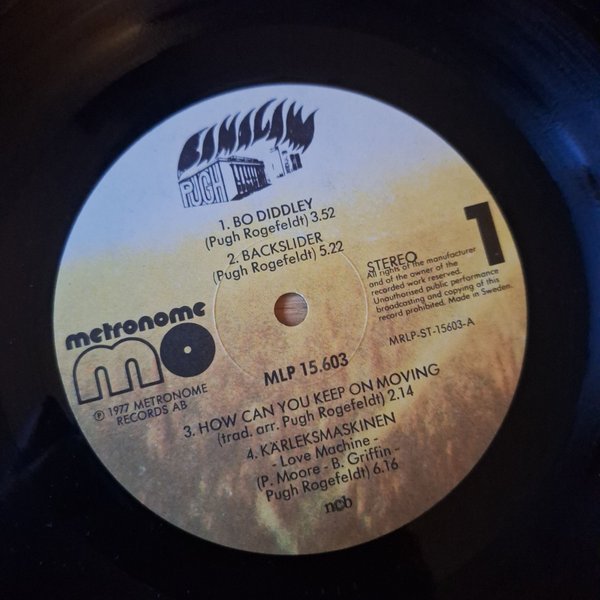 BAMALAMA
PUGH
1. BO DIDDLEY
(Pugh Rogefeldt) 3.52
2. BACKSLIDER
(Pugh Rogefeldt) 5.22
1
STEREO
All rights of the manufacturer
and of the owner of the
recorded work reserved.
Unauthorised public performance
broadcasting and copying of this
record prohibited. Made in Sweden.
MRLP-ST-15603-A
metronome
mo
℗ 1977 METRONOME
RECORDS AB
MLP 15.603
3. HOW CAN YOU KEEP ON MOVING
(trad. arr. Pugh Rogefeldt) 2.14
4. KÄRLEKSMASKINEN
- Love Machine -
(P. Moore - B. Griffin -
Pugh Rogefeldt) 6.16
ncb